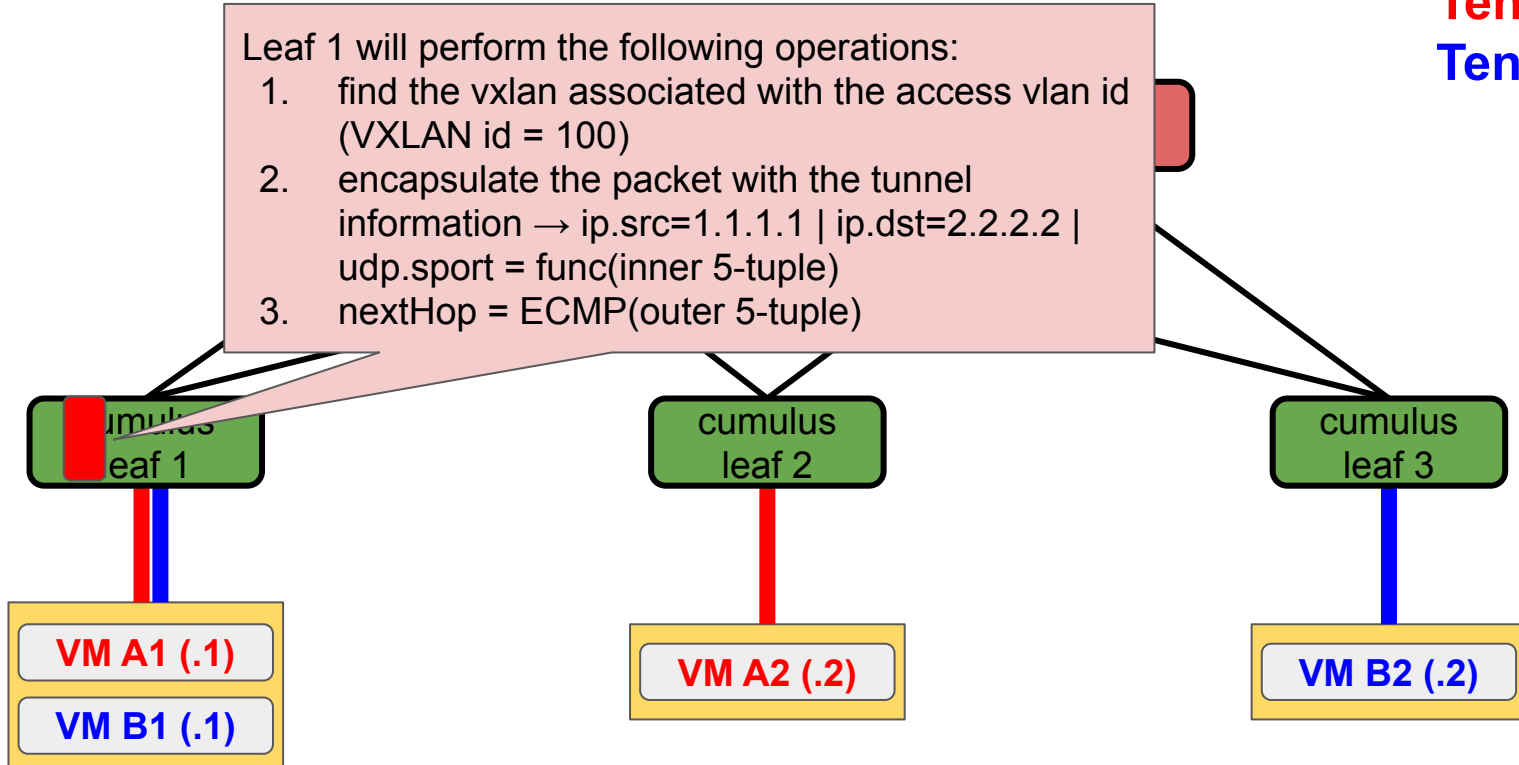 Ten
Ten
Leaf 1 will perform the following operations:
1. find the vxlan associated with the access vlan id
(VXLAN id = 100)
2. encapsulate the packet with the tunnel
information → ip.src=1.1.1.1 | ip.dst=2.2.2.2 |
udp.sport = func(inner 5-tuple)
3. nextHop = ECMP(outer 5-tuple)
umulus
eaf 1
cumulus
leaf 2
cumulus
leaf 3
VM A1 (.1)
VM B1 (.1)
VM A2 (.2)
VM B2 (.2)